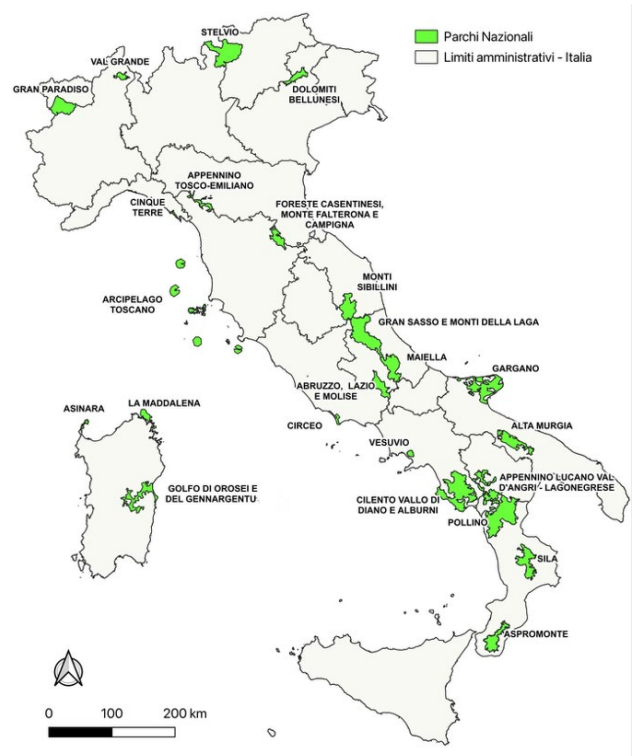 STELVIO
Parchi Nazionali
Limiti amministrativi - Italia
VAL GRANDE
GRAN PARADISO
DOLOMITI
BELLUNESI
APPENNINO
TOSCO-EMILIANO
CINQUE
TERRE
FORESTE CASENTINESI,
MONTE FALTERONA E
CAMPIGNA
MONTI
SIBILLINI
ARCIPELAGO
TOSCANO
GRAN SASSO E MONTI DELLA LAGA
MAIELLA
GARGANO
ABRUZZO, LAZIO
E MOLISE
ASINARA
LA MADDALENA
CIRCEO
ALTA MURGIA
VESUVIO
GOLFO DI OROSEI E
DEL GENNARGENTU
APPENNINO LUCANO VAL
D'ANGRI - LAGONEGRESE
CILENTO VALLO DI
DIANO E ALBURNI
POLLINO
SILA
ASPROMONTE
0 100 200 km